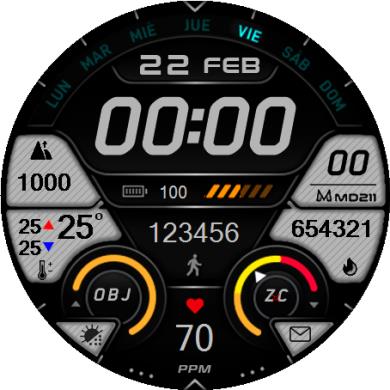 LUN MAR MIÉ JUE VIE SÁB DOM
22 FEB
00:00
1000
00
MD211
100
25 25°
25
123456
654321
OBJ
Z-C
70
PPM